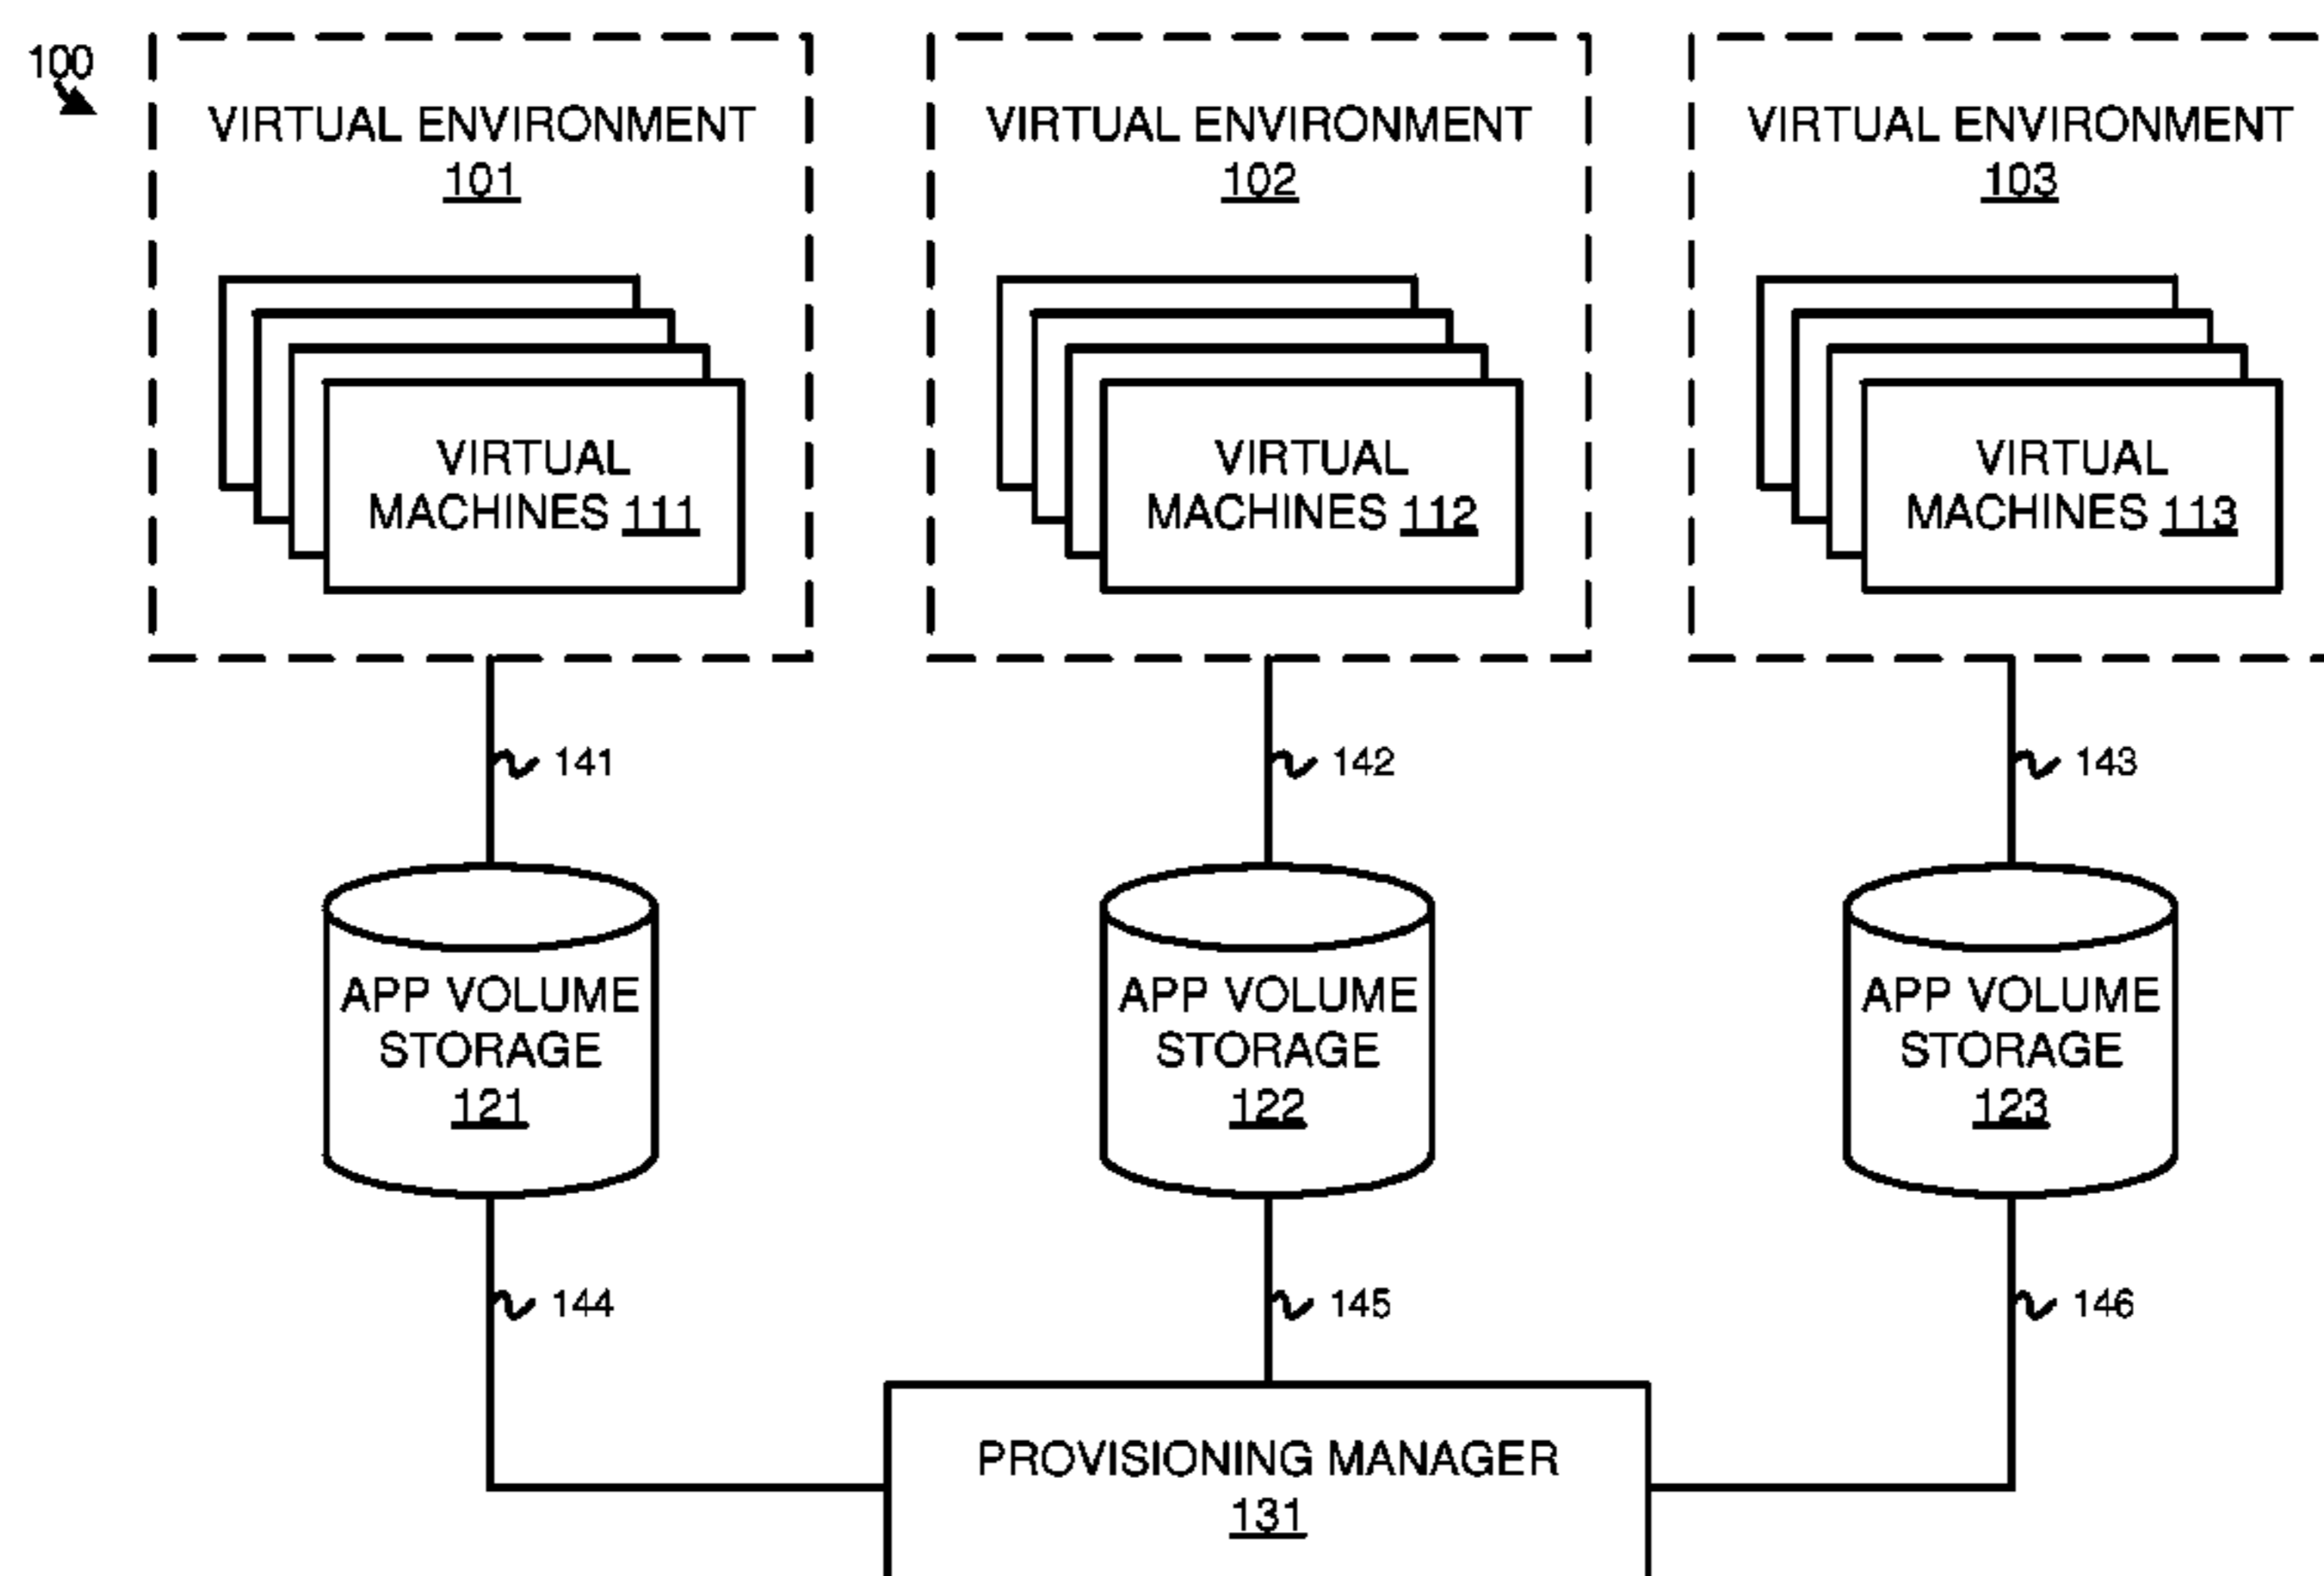 100
VIRTUAL ENVIRONMENT
101
VIRTUAL
MACHINES 111
VIRTUAL ENVIRONMENT
102
VIRTUAL
MACHINES 112
VIRTUAL ENVIRONMENT
103
VIRTUAL
MACHINES 113
141
142
143
APP VOLUME
STORAGE
121
APP VOLUME
STORAGE
122
APP VOLUME
STORAGE
123
144
145
146
PROVISIONING MANAGER
131